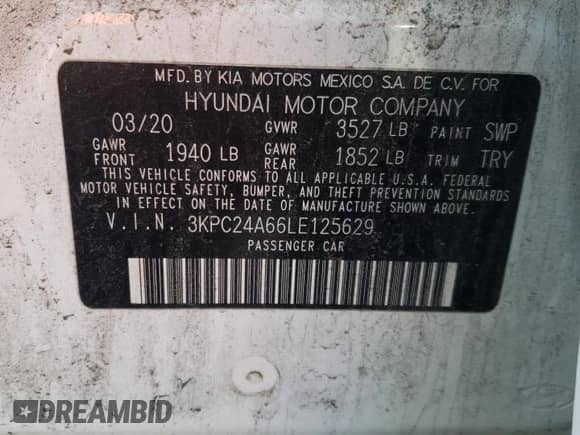 MFD. BY KIA MOTORS MEXICO S.A. DE C.V. FOR
HYUNDAI MOTOR COMPANY
03/20 GVWR 3527 LB PAINT SWP
GAWR FRONT 1940 LB GAWR REAR 1852 LB TRIM TRY
THIS VEHICLE CONFORMS TO ALL APPLICABLE U.S.A. FEDERAL
MOTOR VEHICLE SAFETY, BUMPER, AND THEFT PREVENTION STANDARDS
IN EFFECT ON THE DATE OF MANUFACTURE SHOWN ABOVE.
V.I.N. 3KPC24A66LE125629
PASSENGER CAR
DREAMBID